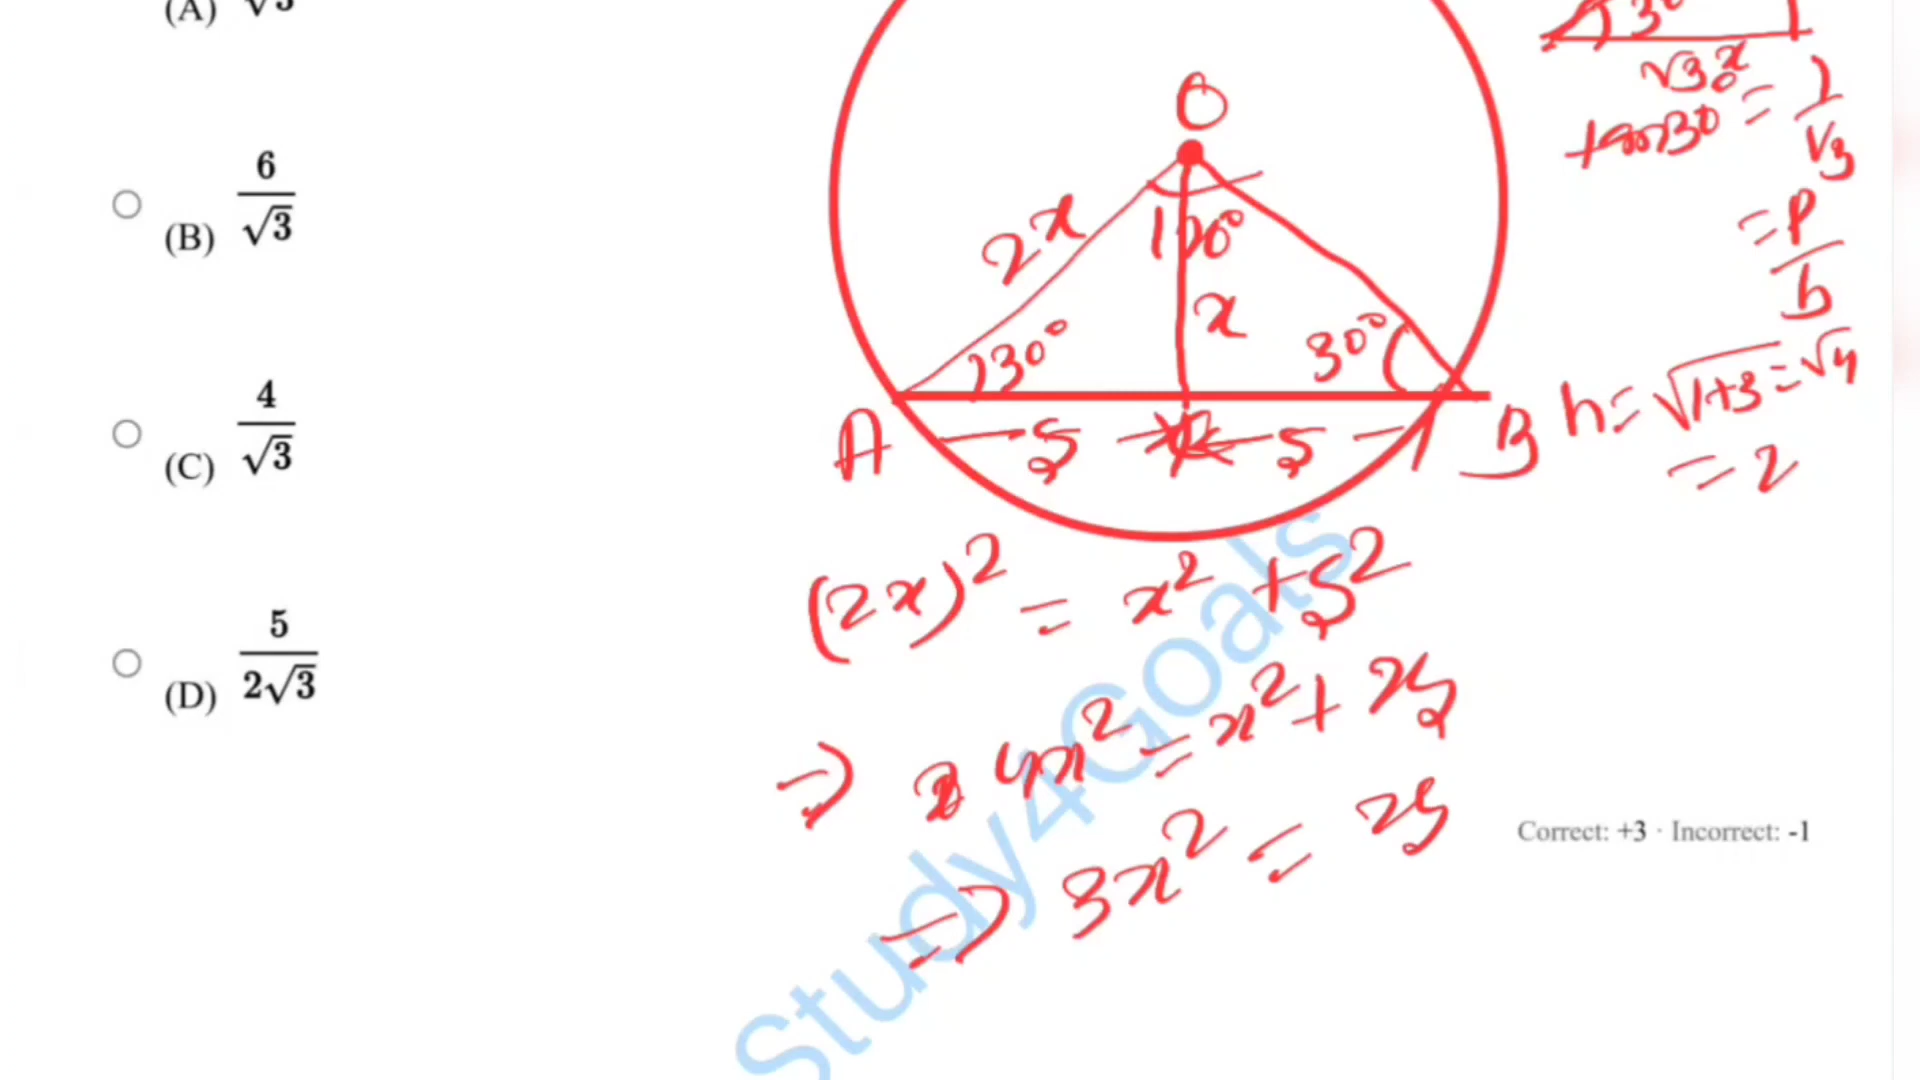 (A) √3
(B) 6/√3
(C) 4/√3
(D) 5/2√3
30
√3x
tan30° = 1/√3
= p/b
h = √1+3 = √4
= 2
O
120°
2x
x
30°
30°
A
5
5
B
(2x)² = x² + 5²
⇒ 4x² = x² + 25
⇒ 3x² = 25
Correct: +3 · Incorrect: -1
Study4Goals